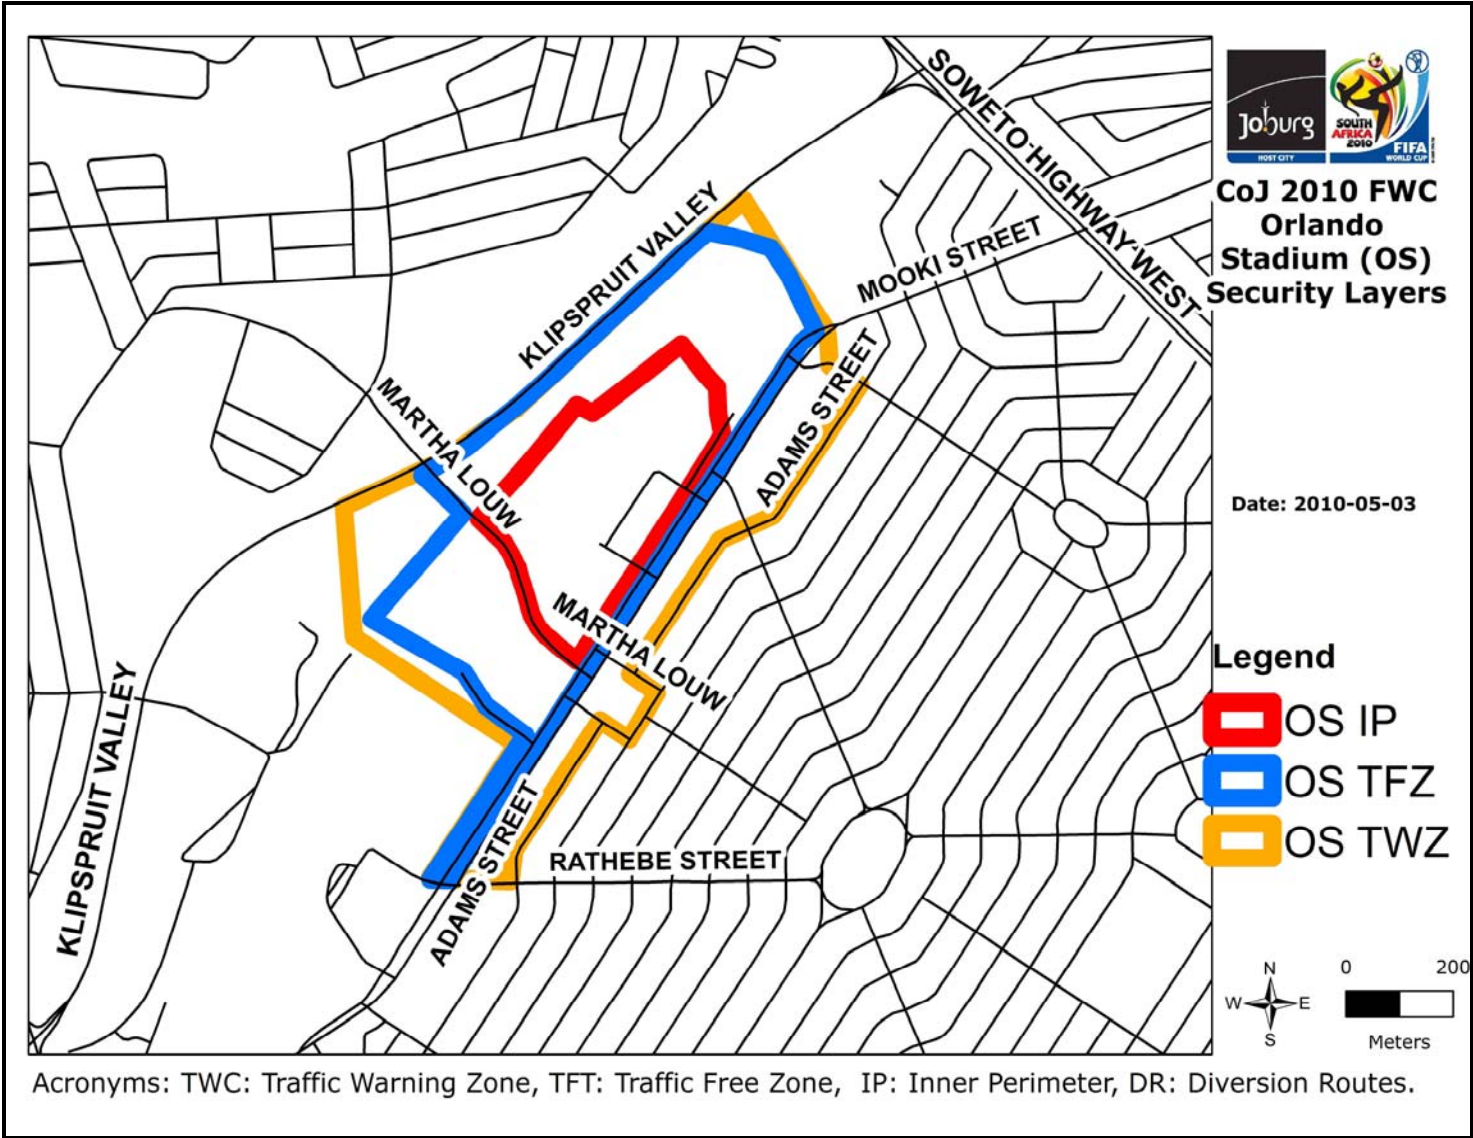 SOWETO HIGHWAY WEST
KLIPSPRUIT VALLEY
MOOKI STREET
MARTHA LOUW
ADAMS STREET
MARTHA LOUW
KLIPSPRUIT VALLEY
ADAMS STREET
RATHEBE STREET
Joburg
HOST CITY
SOUTH
AFRICA
2010
FIFA
WORLD CUP
CoJ 2010 FWC
Orlando
Stadium (OS)
Security Layers
Date: 2010-05-03
Legend
OS IP
OS TFZ
OS TWZ
N
W E
S
0 200
Meters
Acronyms: TWC: Traffic Warning Zone, TFT: Traffic Free Zone, IP: Inner Perimeter, DR: Diversion Routes.